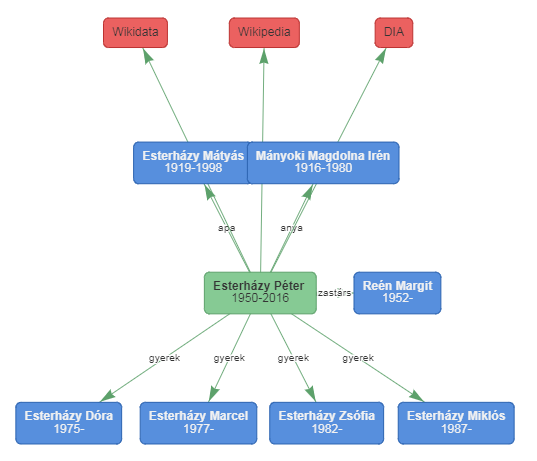 Wikidata
Wikipedia
DIA
Esterházy Mátyás
1919-1998
Mányoki Magdolna Irén
1916-1980
apa
anya
Esterházy Péter
1950-2016
zastárs
Reén Margit
1952-
gyerek
gyerek
gyerek
gyerek
Esterházy Dóra
1975-
Esterházy Marcel
1977-
Esterházy Zsófia
1982-
Esterházy Miklós
1987-